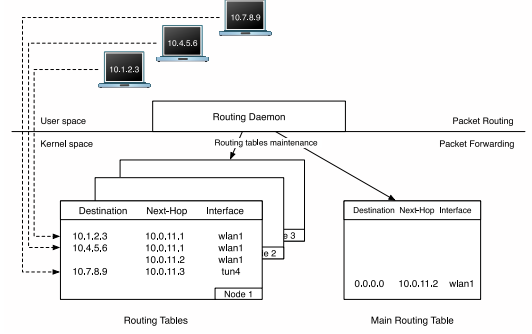 10.7.8.9
10.4.5.6
10.1.2.3
Routing Daemon
User space
Packet Routing
Kernel space
Routing tables maintenance
Packet Forwarding
Destination Next-Hop Interface
10.1.2.3 10.0.11.1 wlan1
10.4.5.6 10.0.11.1 wlan1
10.0.11.2 wlan1
10.7.8.9 10.0.11.3 tun4
Node 1
e 2
e 3
Destination Next-Hop Interface
0.0.0.0 10.0.11.2 wlan1
Routing Tables
Main Routing Table